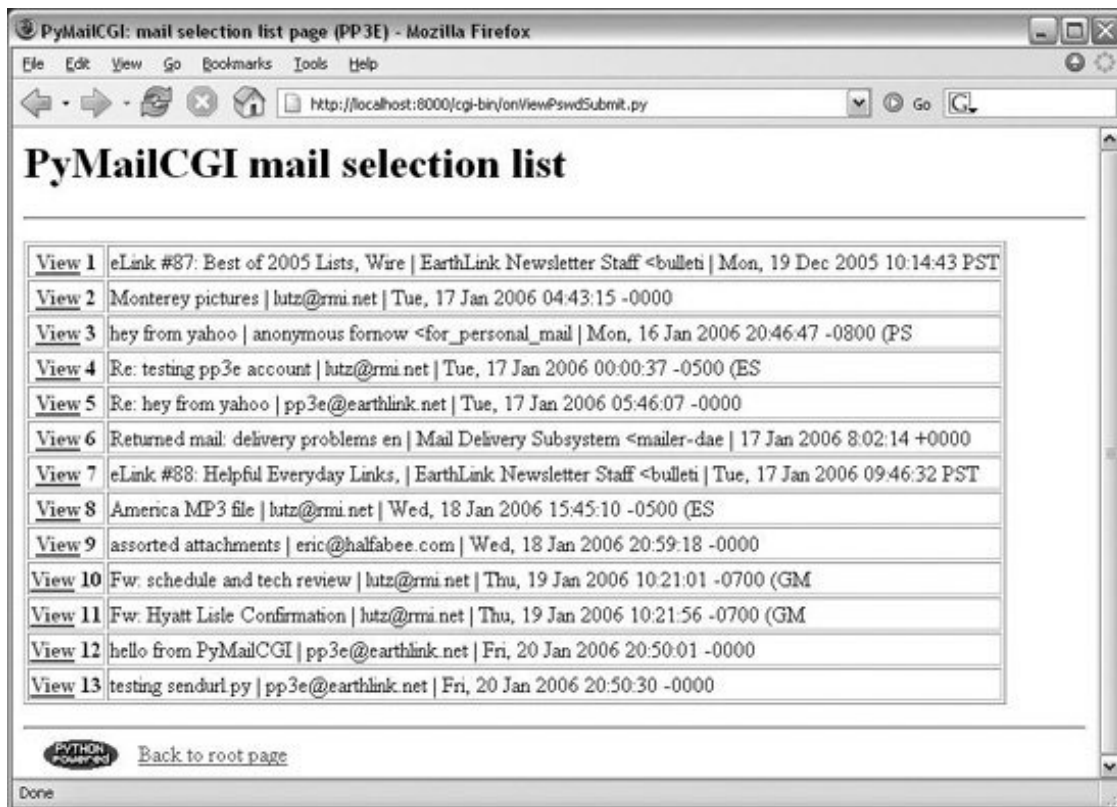 PyMailCGI: mail selection list page (PP3E) - Mozilla Firefox
File Edit View Go Bookmarks Tools Help
http://localhost:8000/cgi-bin/onViewPswdSubmit.py Go G
PyMailCGI mail selection list
View 1 eLink #87: Best of 2005 Lists, Wire | EarthLink Newsletter Staff <bulleti | Mon, 19 Dec 2005 10:14:43 PST
View 2 Monterey pictures | lutz@rmi.net | Tue, 17 Jan 2006 04:43:15 -0000
View 3 hey from yahoo | anonymous fornow <for_personal_mail | Mon, 16 Jan 2006 20:46:47 -0800 (PS
View 4 Re: testing pp3e account | lutz@rmi.net | Tue, 17 Jan 2006 00:00:37 -0500 (ES
View 5 Re: hey from yahoo | pp3e@earthlink.net | Tue, 17 Jan 2006 05:46:07 -0000
View 6 Returned mail: delivery problems en | Mail Delivery Subsystem <mailer-dae | 17 Jan 2006 8:02:14 +0000
View 7 eLink #88: Helpful Everyday Links, | EarthLink Newsletter Staff <bulleti | Tue, 17 Jan 2006 09:46:32 PST
View 8 America MP3 file | lutz@rmi.net | Wed, 18 Jan 2006 15:45:10 -0500 (ES
View 9 assorted attachments | eric@halfabee.com | Wed, 18 Jan 2006 20:59:18 -0000
View 10 Fw: schedule and tech review | lutz@rmi.net | Thu, 19 Jan 2006 10:21:01 -0700 (GM
View 11 Fw: Hyatt Lisle Confirmation | lutz@rmi.net | Thu, 19 Jan 2006 10:21:56 -0700 (GM
View 12 hello from PyMailCGI | pp3e@earthlink.net | Fri, 20 Jan 2006 20:50:01 -0000
View 13 testing sendurl.py | pp3e@earthlink.net | Fri, 20 Jan 2006 20:50:30 -0000
PYTHON
Powered
Back to root page
Done